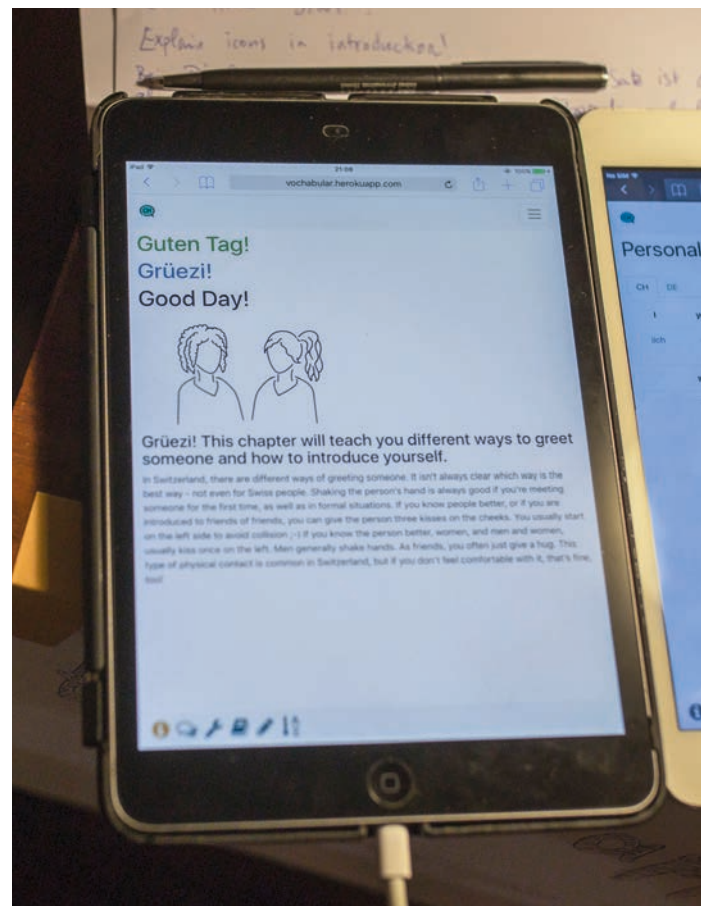 Explain icons in introduction!
iPad
21:09
100%
vochabular.herokuapp.com
CH
Guten Tag!
Grüezi!
Good Day!
Grüezi! This chapter will teach you different ways to greet
someone and how to introduce yourself.
In Switzerland, there are different ways of greeting someone. It isn't always clear which way is the
best way - not even for Swiss people. Shaking the person's hand is always good if you're meeting
someone for the first time, as well as in formal situations. If you know people better, or if you are
introduced to friends of friends, you can give the person three kisses on the cheeks. You usually start
on the left side to avoid collision ;-) If you know the person better, women, and men and women,
usually kiss once on the left. Men generally shake hands. As friends, you often just give a hug. This
type of physical contact is common in Switzerland, but if you don't feel comfortable with it, that's fine,
too!
No SIM
Personal
CH DE
I
iich